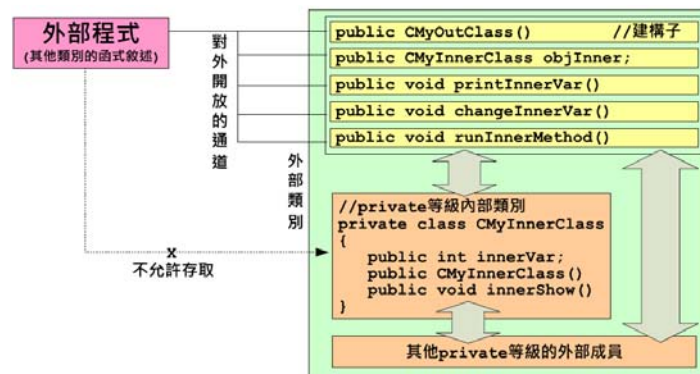 外部程式
(其他類別的函式敘述)
對外開放的通道
public CMyOutClass() //建構子
public CMyInnerClass objInner;
public void printInnerVar()
public void changeInnerVar()
public void runInnerMethod()
外部類別
//private等級內部類別
private class CMyInnerClass
{
public int innerVar;
public CMyInnerClass()
public void innerShow()
}
X
不允許存取
其他private等級的外部成員